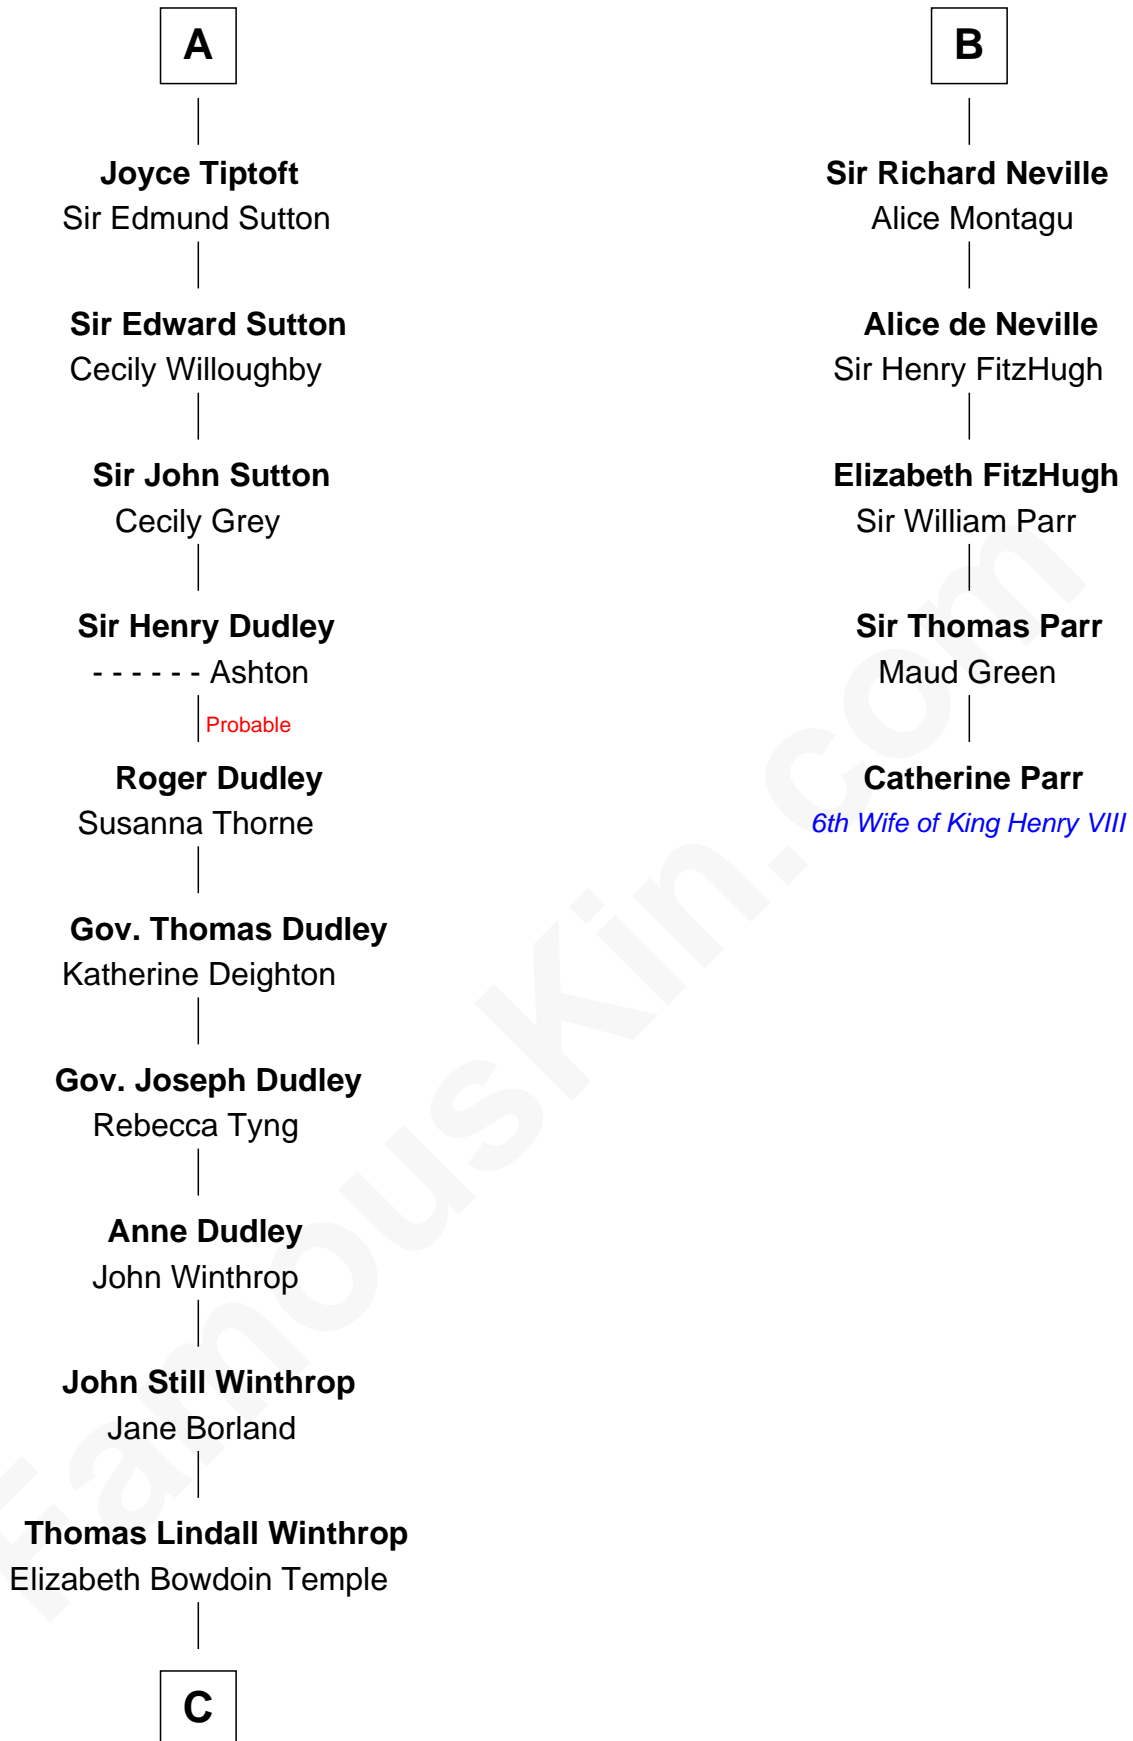 A
Joyce Tiptoft
Sir Edmund Sutton
Sir Edward Sutton
Cecily Willoughby
Sir John Sutton
Cecily Grey
Sir Henry Dudley
- - - - - - Ashton
Probable
Roger Dudley
Susanna Thorne
Gov. Thomas Dudley
Katherine Deighton
Gov. Joseph Dudley
Rebecca Tyng
Anne Dudley
John Winthrop
John Still Winthrop
Jane Borland
Thomas Lindall Winthrop
Elizabeth Bowdoin Temple
C
B
Sir Richard Neville
Alice Montagu
Alice de Neville
Sir Henry FitzHugh
Elizabeth FitzHugh
Sir William Parr
Sir Thomas Parr
Maud Green
Catherine Parr
6th Wife of King Henry VIII
FamousKin.com